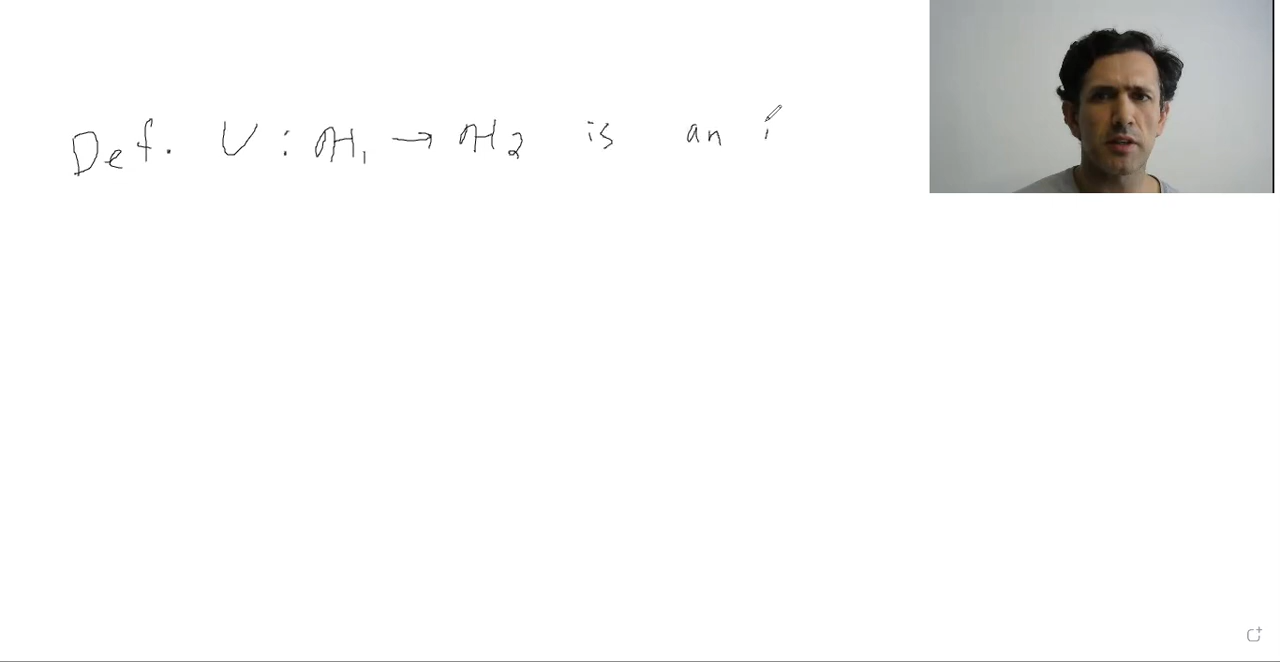 Def. V : H₁ → H₂ is an i